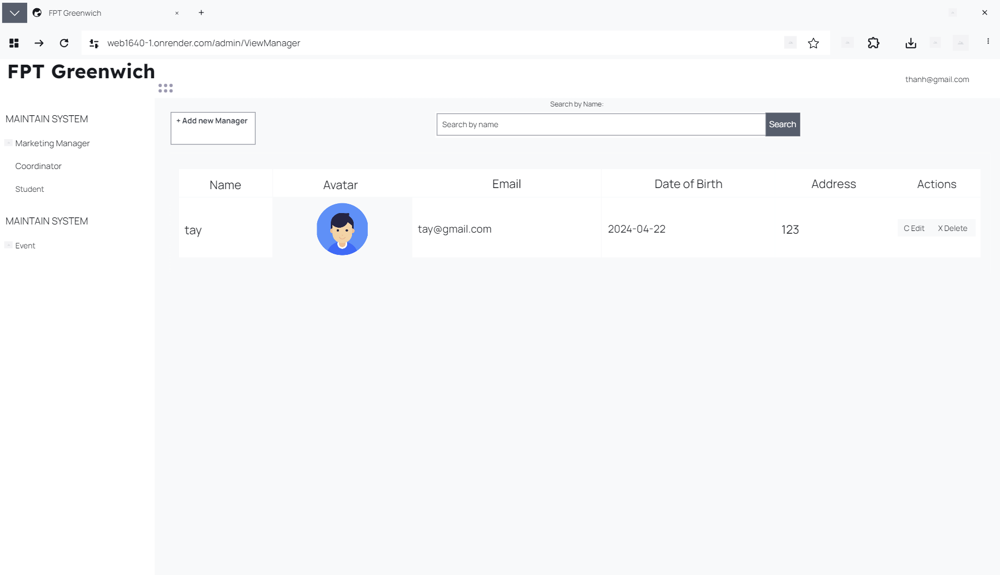 FPT Greenwich
web1640-1.onrender.com/admin/ViewManager
FPT Greenwich
thanh@gmail.com
MAINTAIN SYSTEM
Marketing Manager
Coordinator
Student
MAINTAIN SYSTEM
Event
Search by Name:
+ Add new Manager
Search by name
Search
Name Avatar Email Date of Birth Address Actions
tay tay@gmail.com 2024-04-22 123 C Edit X Delete